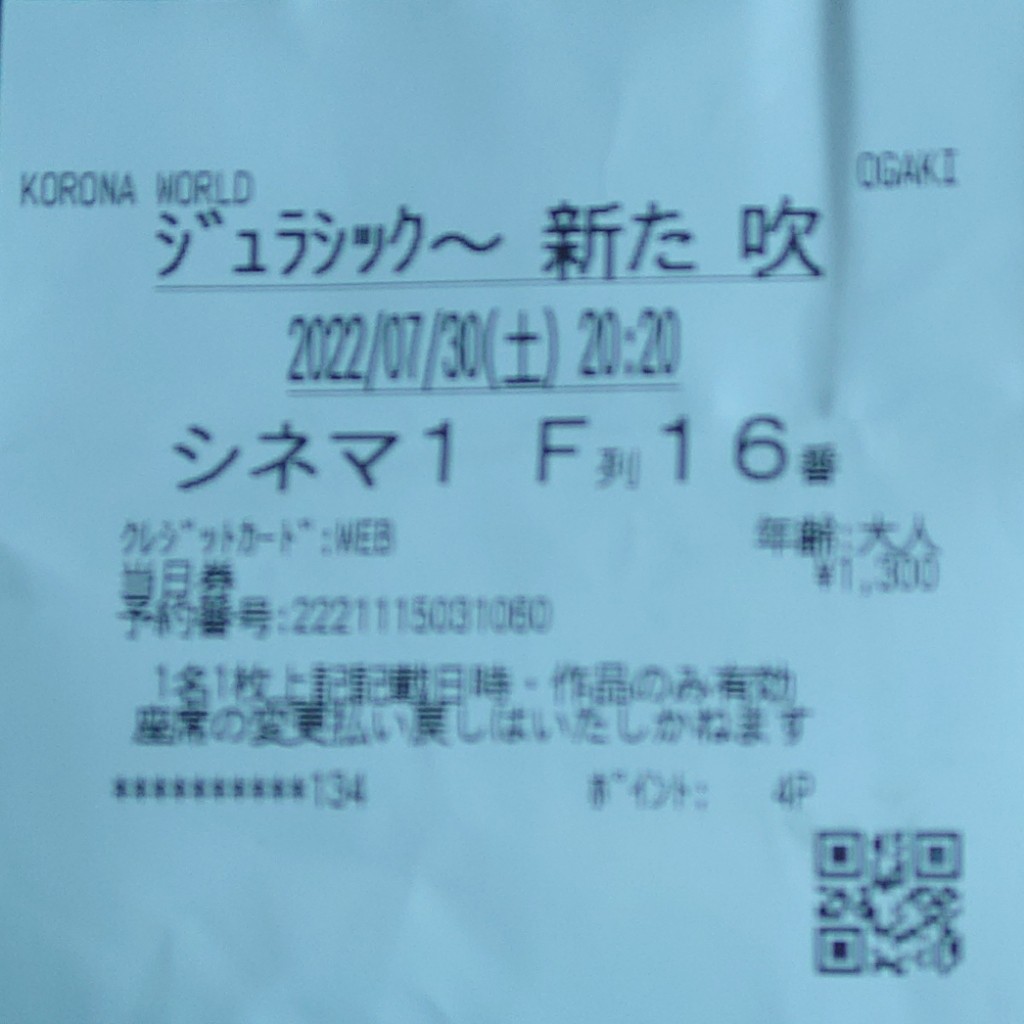 KORONA WORLD OGAKI
ジュラシック～ 新た 吹
2022/07/30(土) 20:20
シネマ1 F列16番
クレジットカード:WEB 年齢:大人
当日券 ¥1,300
予約番号:2221115031060
1名1枚上記記載日時・作品のみ有効
座席の変更払い戻しはいたしかねます
**********134 ポイント: 4P